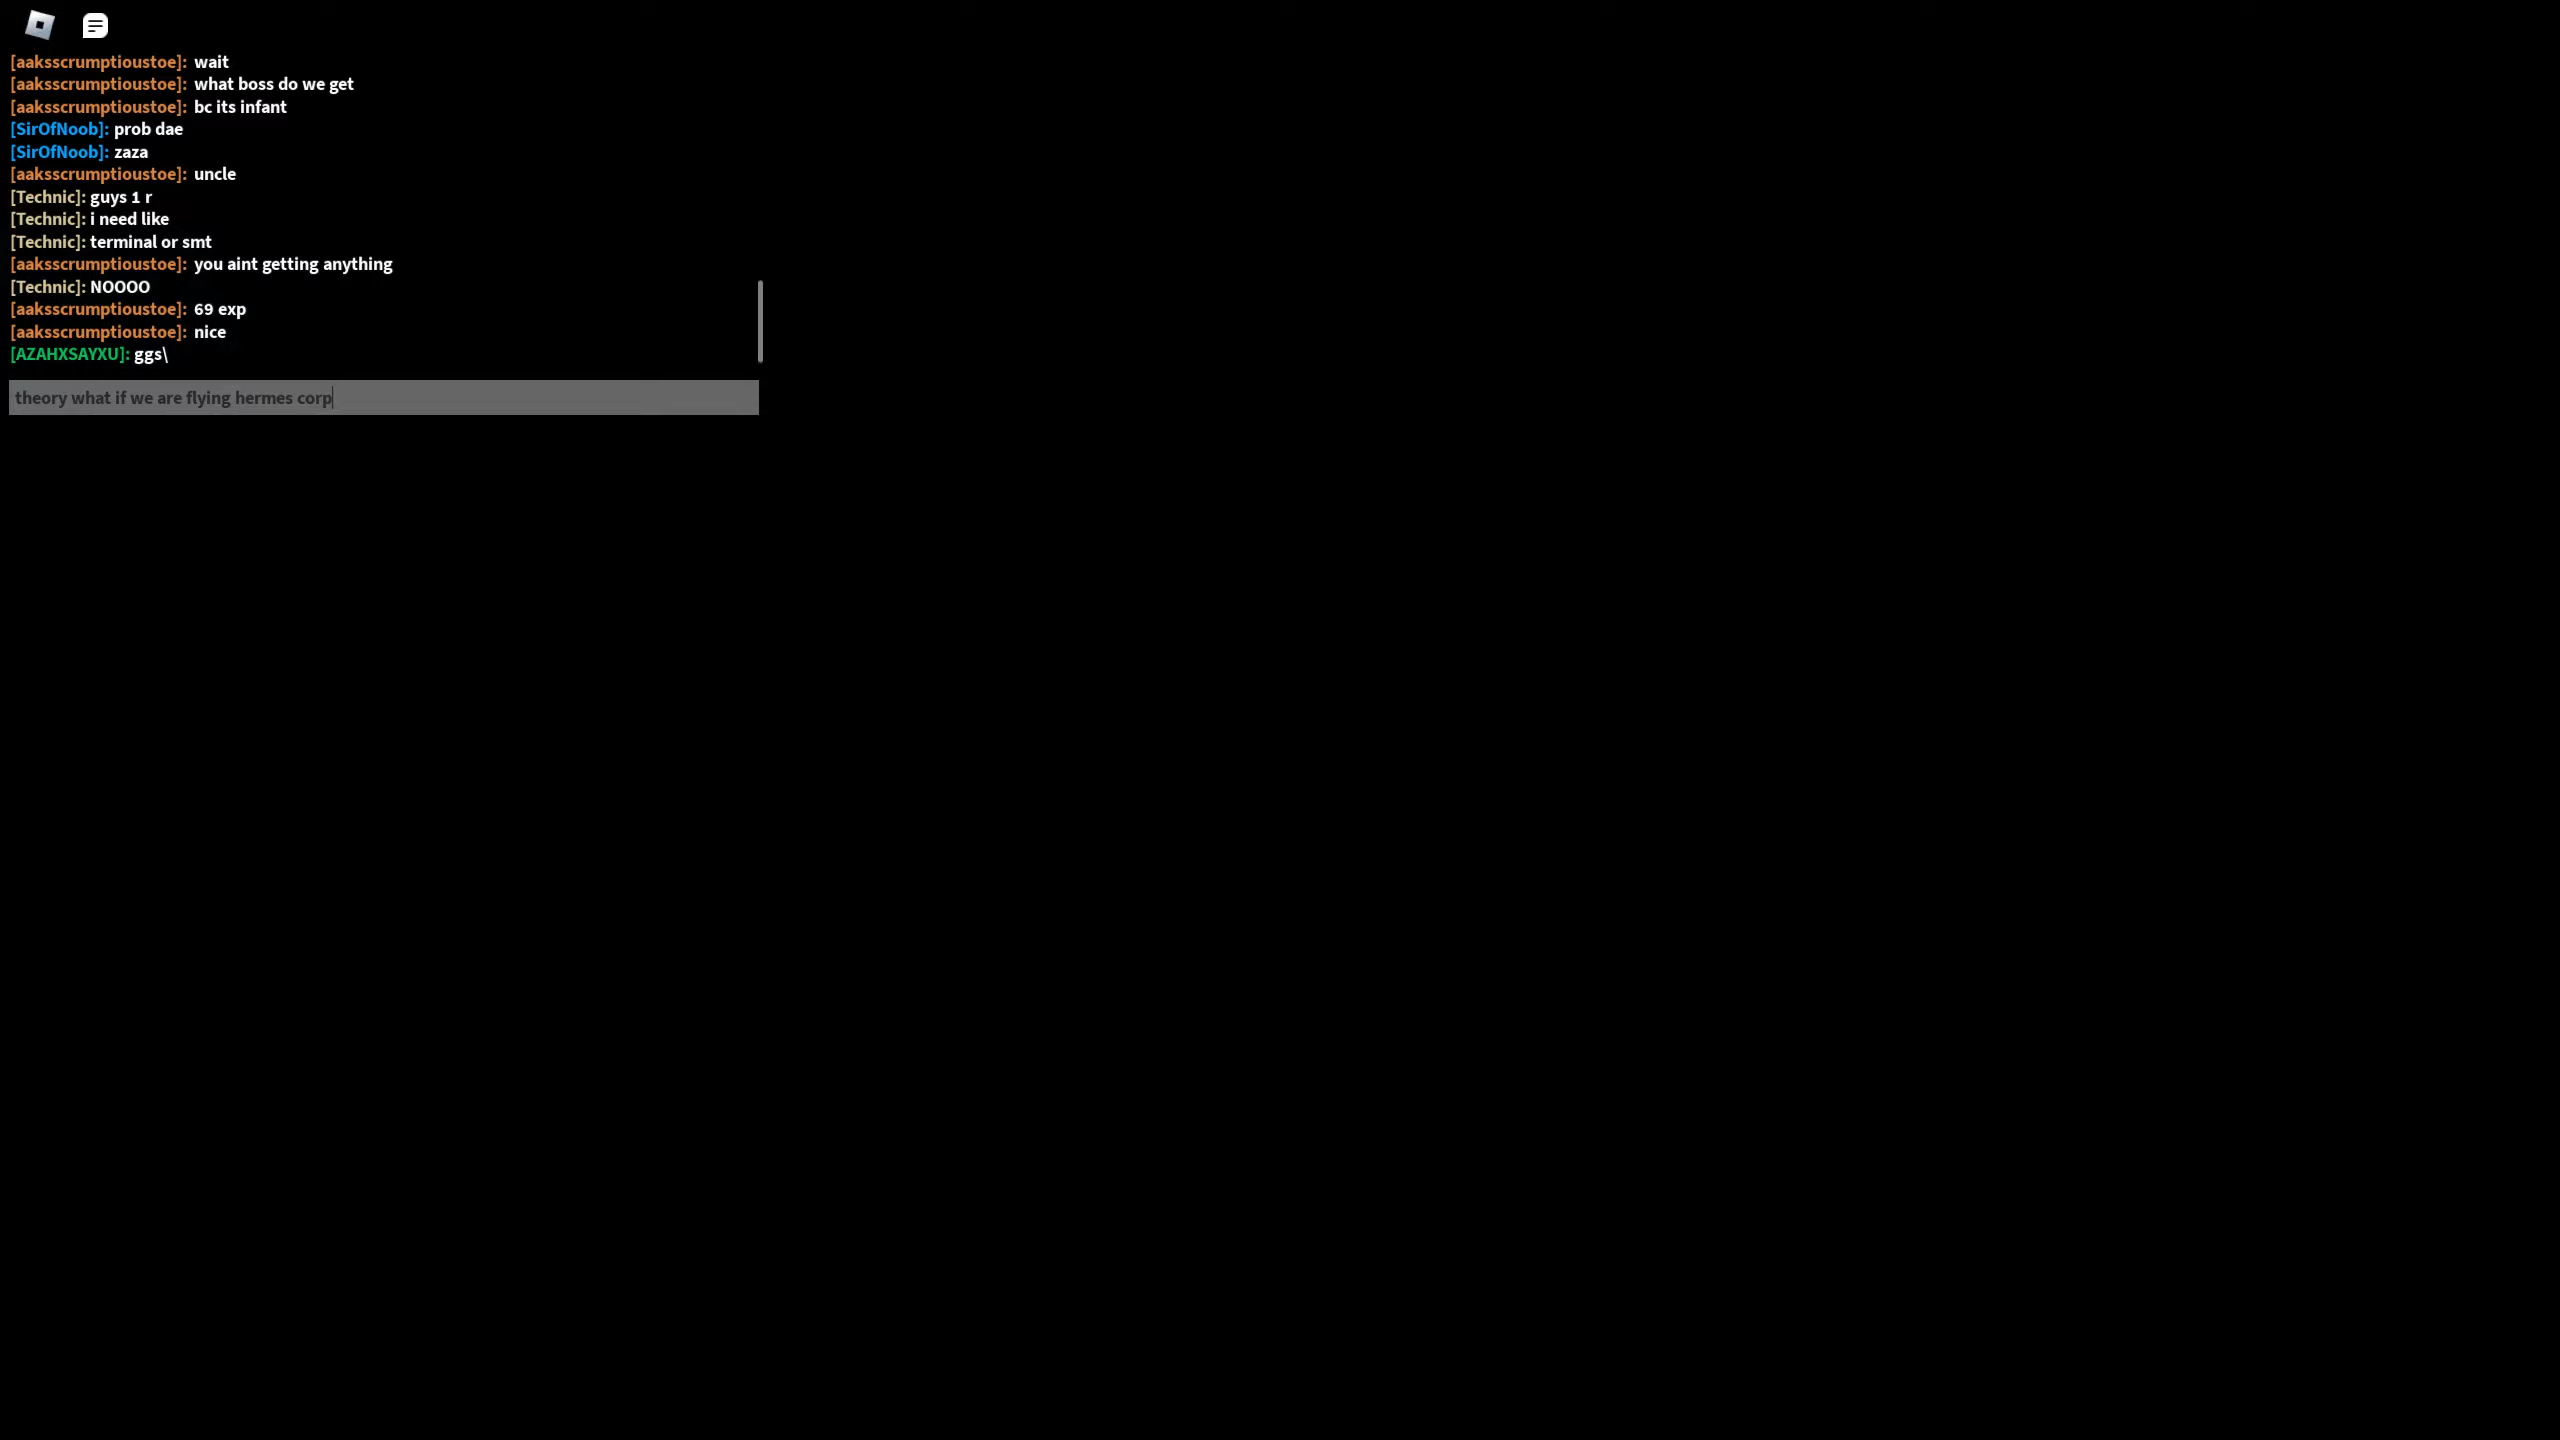 [aaksscrumptioustoe]: wait
[aaksscrumptioustoe]: what boss do we get
[aaksscrumptioustoe]: bc its infant
[SirOfNoob]: prob dae
[SirOfNoob]: zaza
[aaksscrumptioustoe]: uncle
[Technic]: guys 1 r
[Technic]: i need like
[Technic]: terminal or smt
[aaksscrumptioustoe]: you aint getting anything
[Technic]: NOOOO
[aaksscrumptioustoe]: 69 exp
[aaksscrumptioustoe]: nice
[AZAHXSAYXU]: ggs\
theory what if we are flying hermes corp